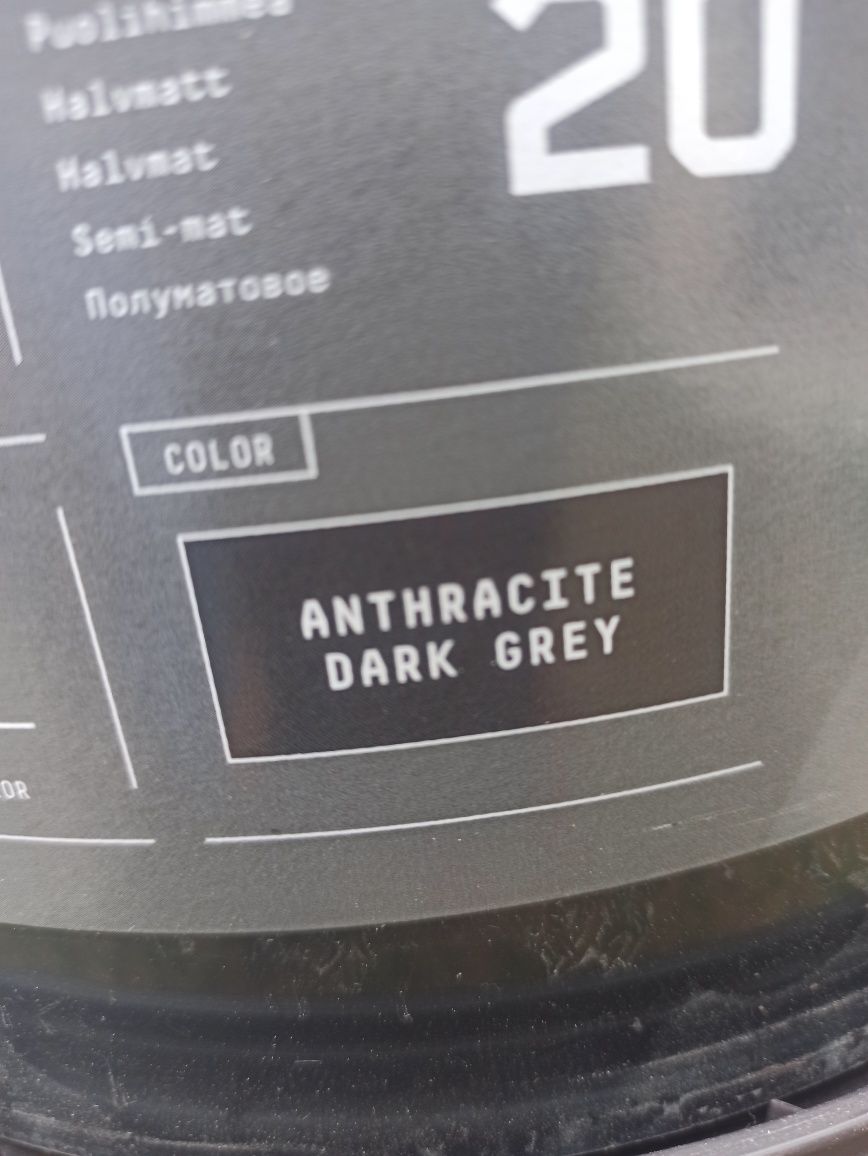 Puolihimmeä
20
Halvmatt
Halvmat
Semi-mat
Полуматовое
COLOR
ANTHRACITE
DARK GREY